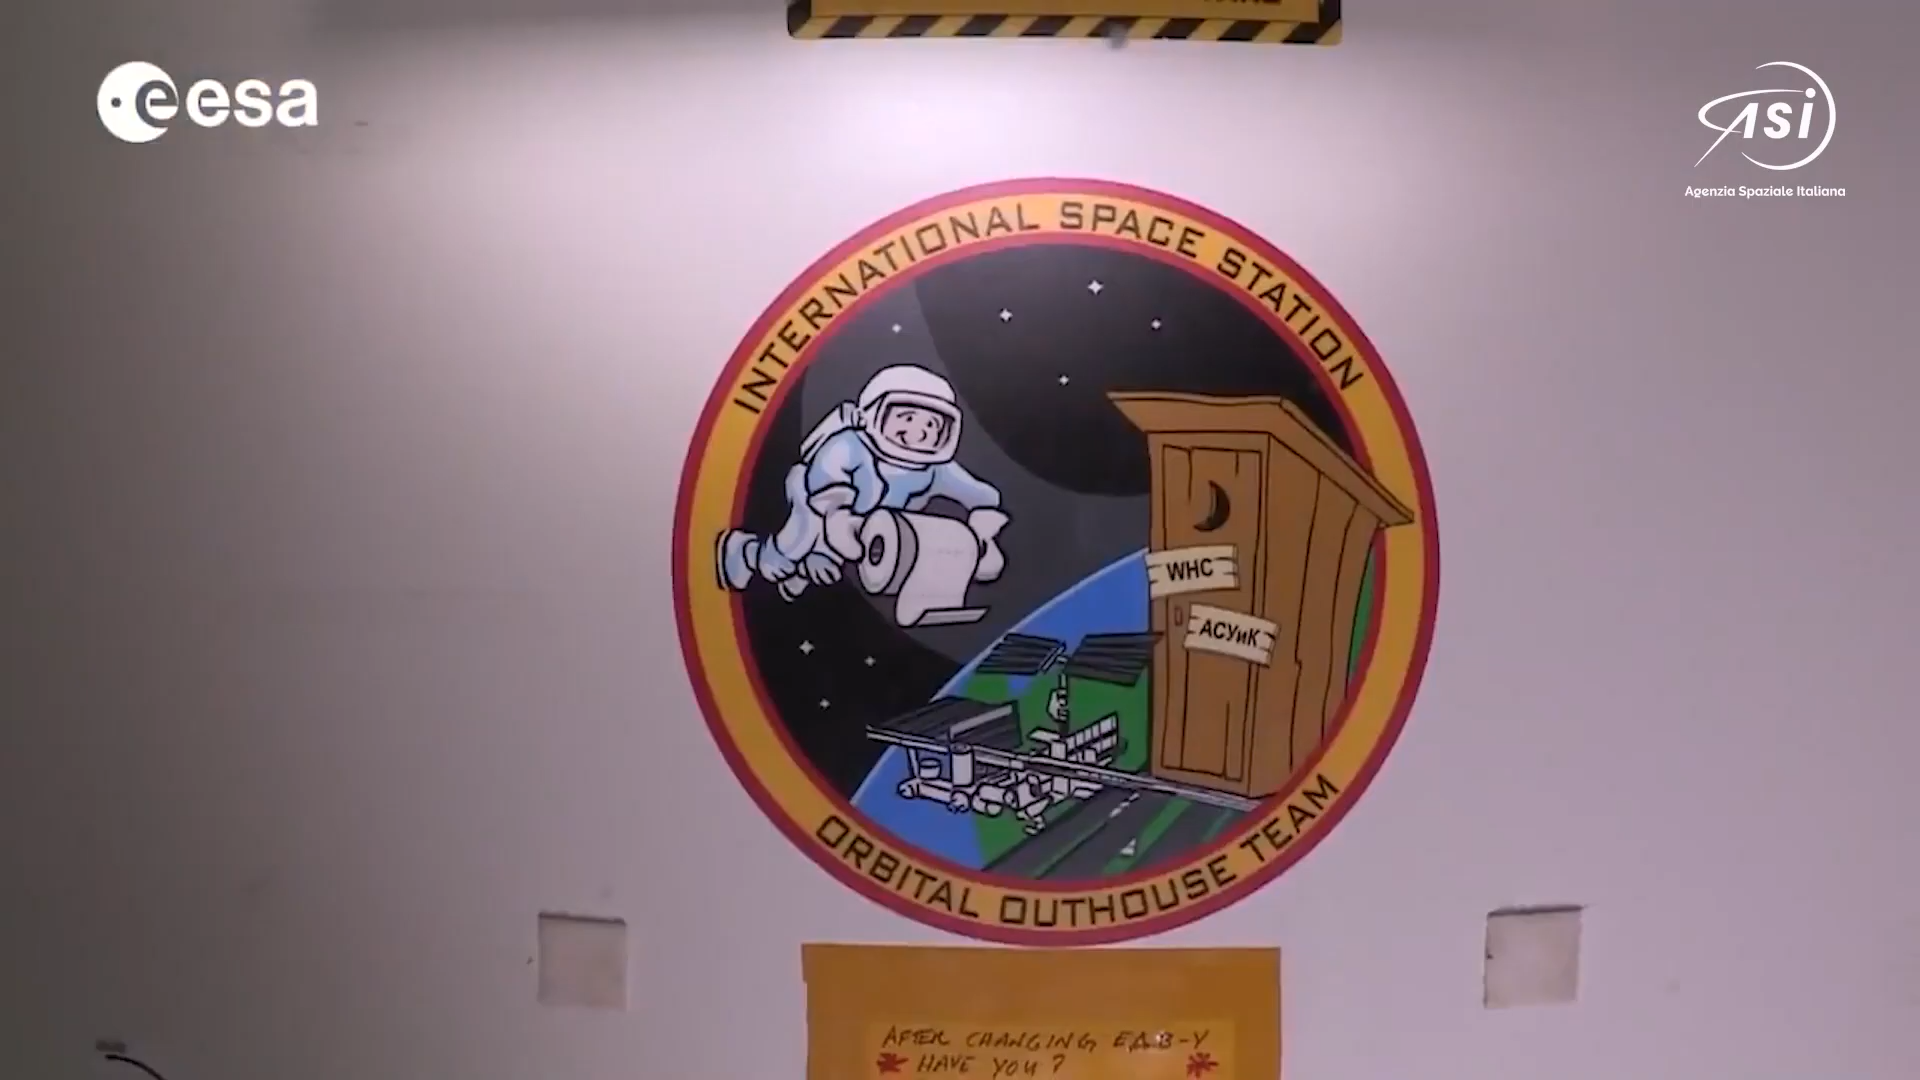 esa
asi
Agenzia Spaziale Italiana
INTERNATIONAL SPACE STATION
WHC
АСУиК
ORBITAL OUTHOUSE TEAM
AFTER CHANGING ЕДВ-У
HAVE YOU?